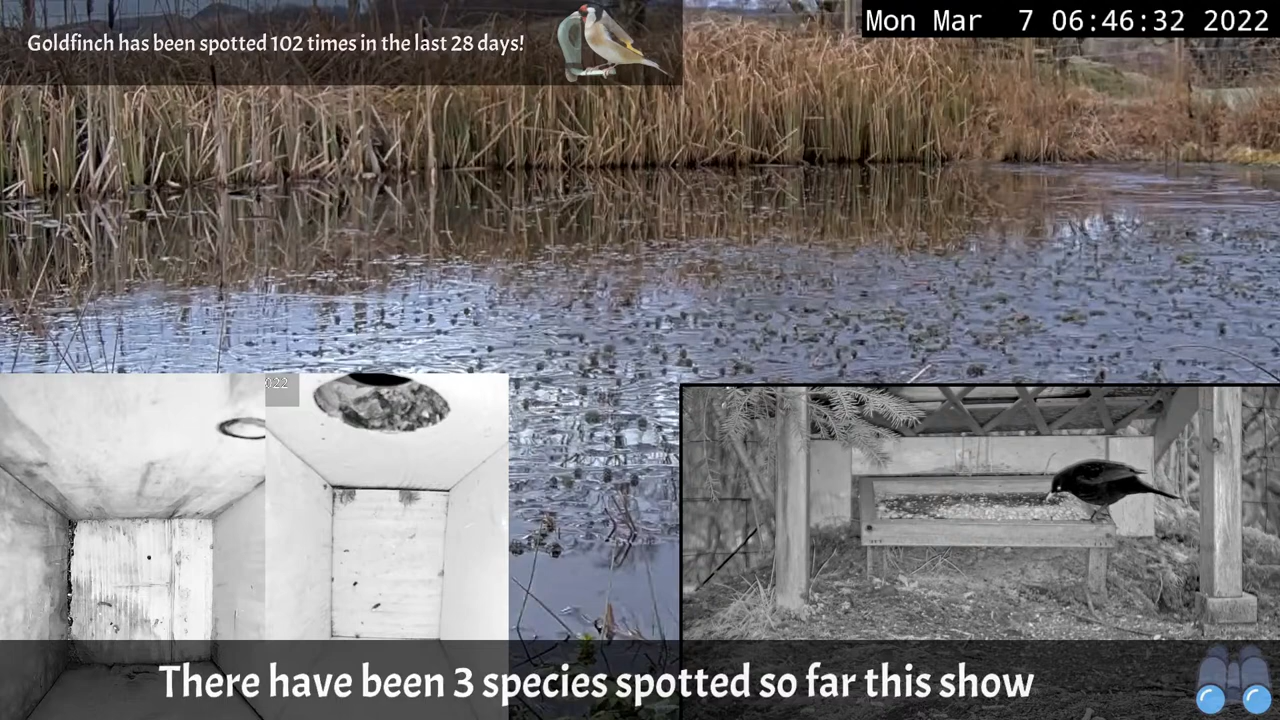 Goldfinch has been spotted 102 times in the last 28 days!
Mon Mar 7 06:46:32 2022
022
There have been 3 species spotted so far this show